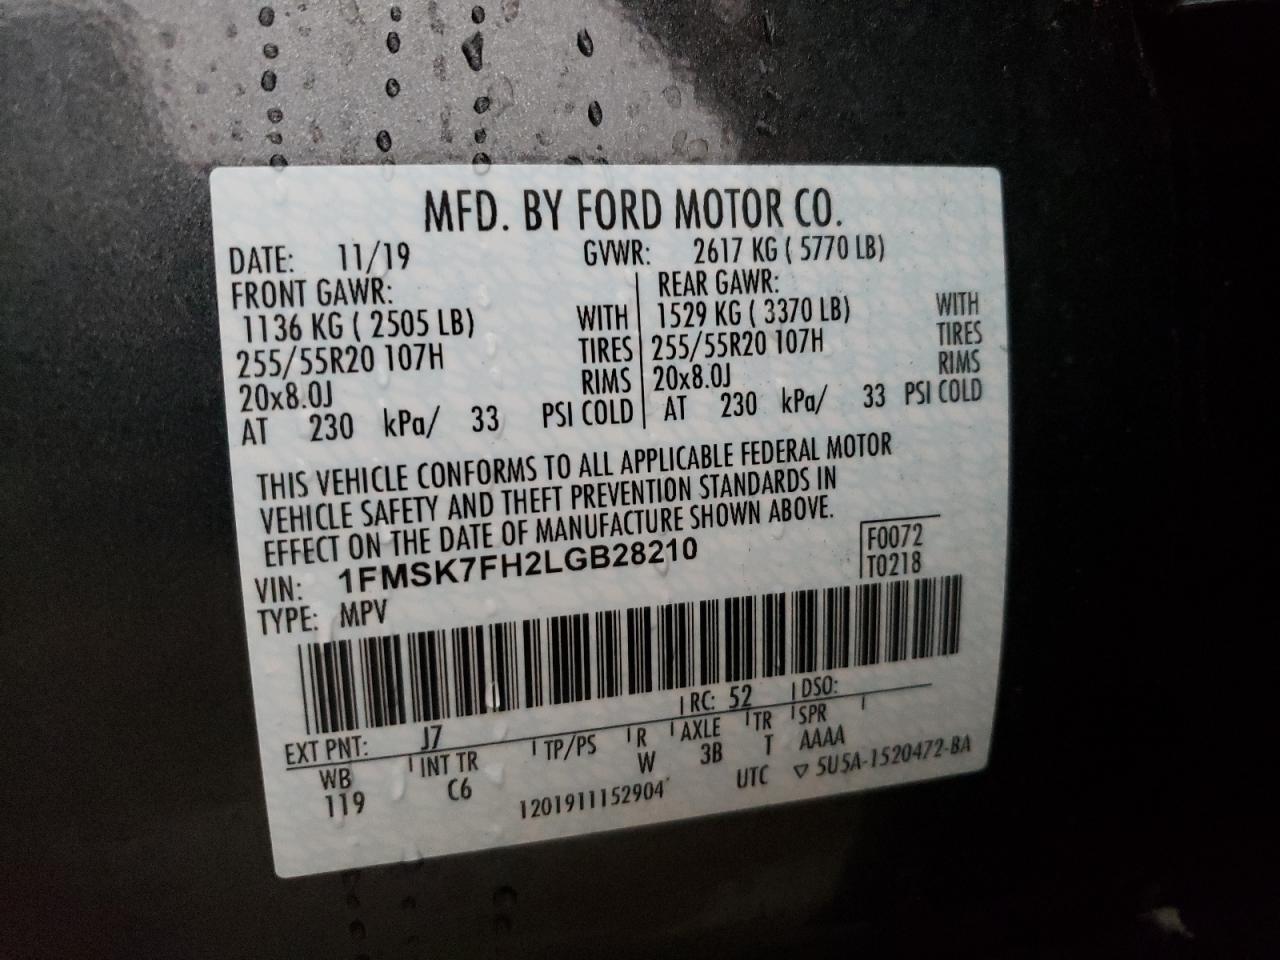 MFD. BY FORD MOTOR CO.
DATE: 11/19 GVWR: 2617 KG ( 5770 LB)
FRONT GAWR: REAR GAWR:
1136 KG ( 2505 LB) WITH 1529 KG ( 3370 LB) WITH
255/55R20 107H TIRES 255/55R20 107H TIRES
20x8.0J RIMS 20x8.0J RIMS
AT 230 kPa/ 33 PSI COLD AT 230 kPa/ 33 PSI COLD
THIS VEHICLE CONFORMS TO ALL APPLICABLE FEDERAL MOTOR
VEHICLE SAFETY AND THEFT PREVENTION STANDARDS IN
EFFECT ON THE DATE OF MANUFACTURE SHOWN ABOVE.
VIN: 1FMSK7FH2LGB28210 F0072
TYPE: MPV T0218
EXT PNT: J7 RC: 52 DSO:
WB INT TR TP/PS R AXLE TR SPR
119 C6 W 3B T AAAA
1201911152904 UTC ▽ 5U5A-1520472-BA